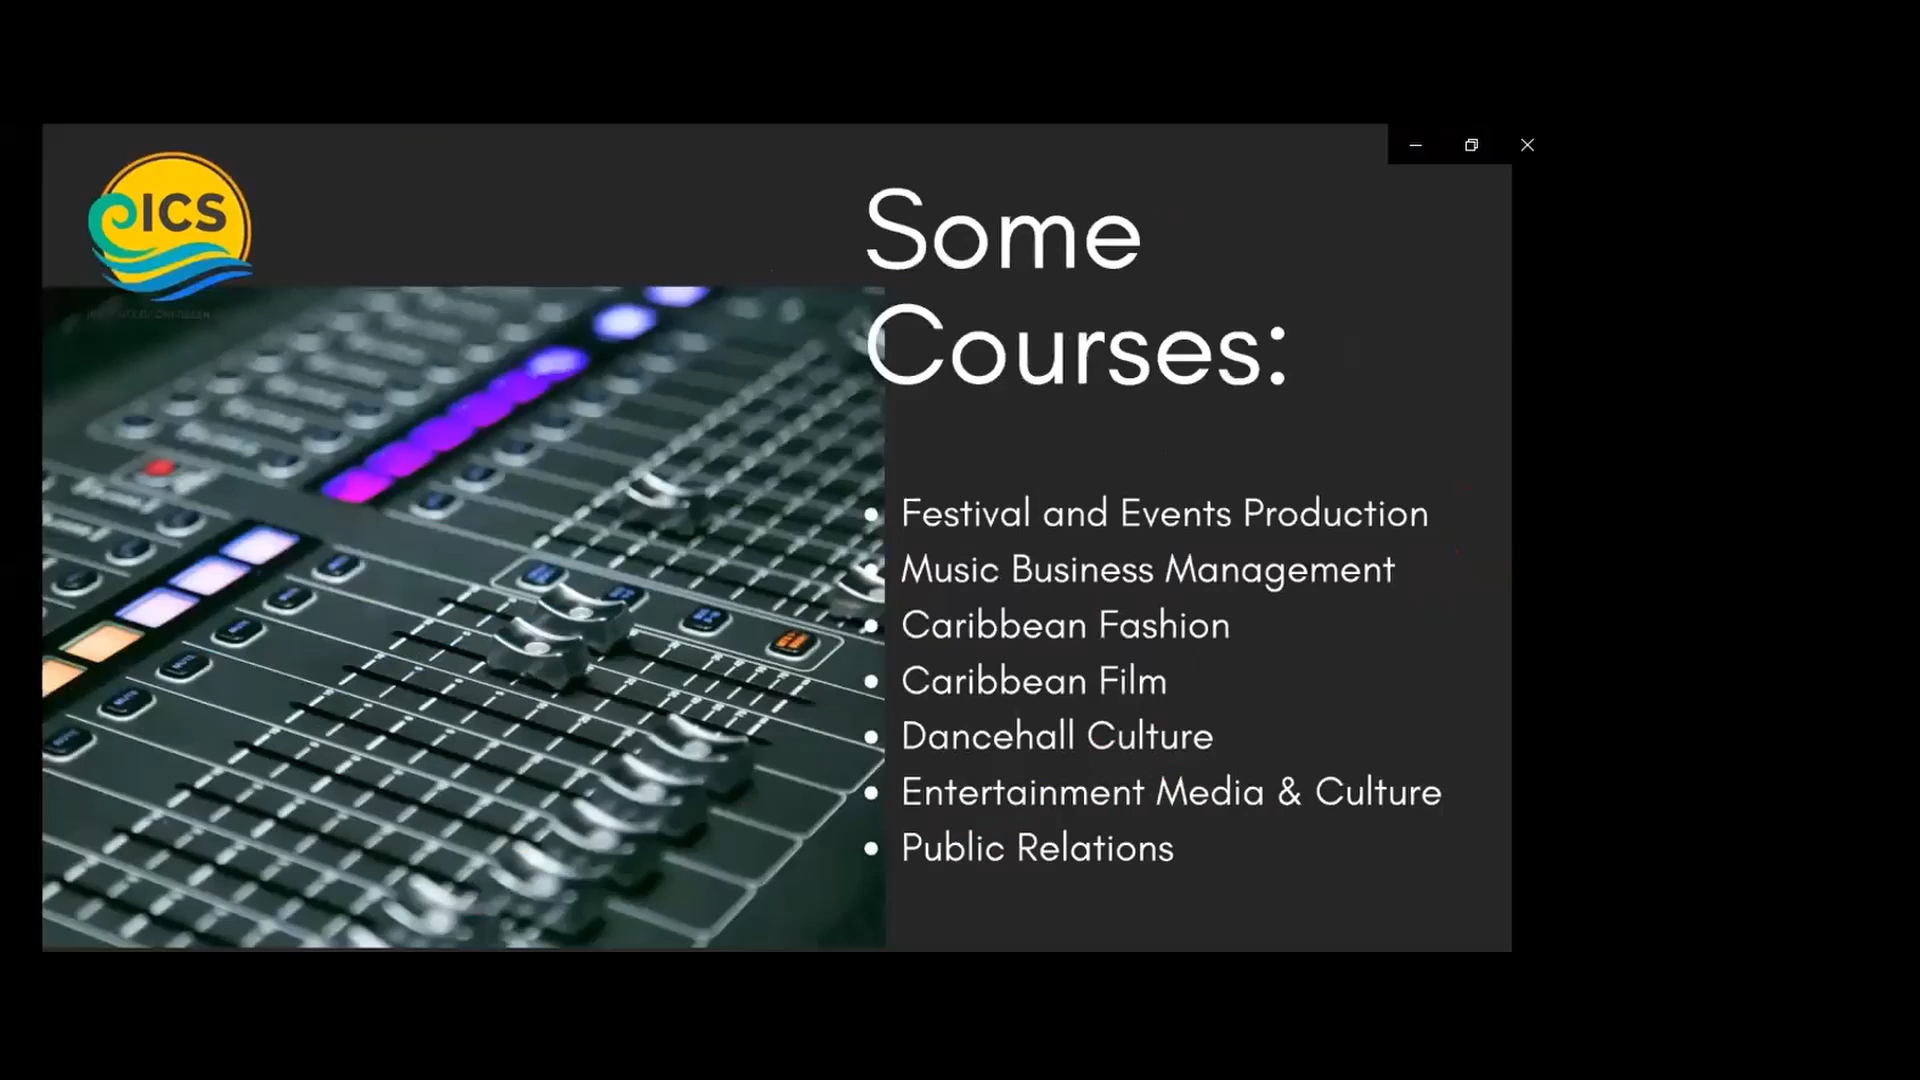 ICS
Some
Courses:
Festival and Events Production
Music Business Management
Caribbean Fashion
Caribbean Film
Dancehall Culture
Entertainment Media & Culture
Public Relations